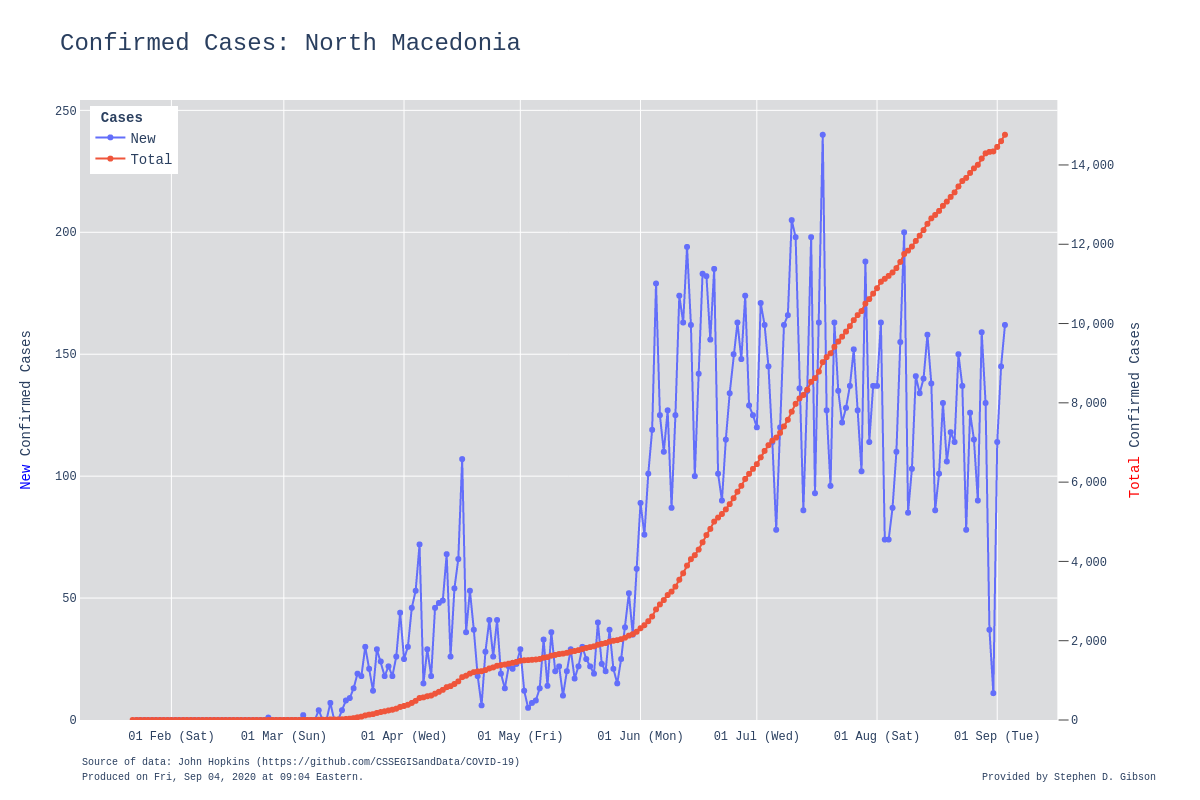 Confirmed Cases: North Macedonia
Cases
New
Total
250
200
150
100
50
0
14,000
12,000
10,000
8,000
6,000
4,000
2,000
0
New Confirmed Cases
Total Confirmed Cases
01 Feb (Sat)
01 Mar (Sun)
01 Apr (Wed)
01 May (Fri)
01 Jun (Mon)
01 Jul (Wed)
01 Aug (Sat)
01 Sep (Tue)
Source of data: John Hopkins (https://github.com/CSSEGISandData/COVID-19)
Produced on Fri, Sep 04, 2020 at 09:04 Eastern.
Provided by Stephen D. Gibson